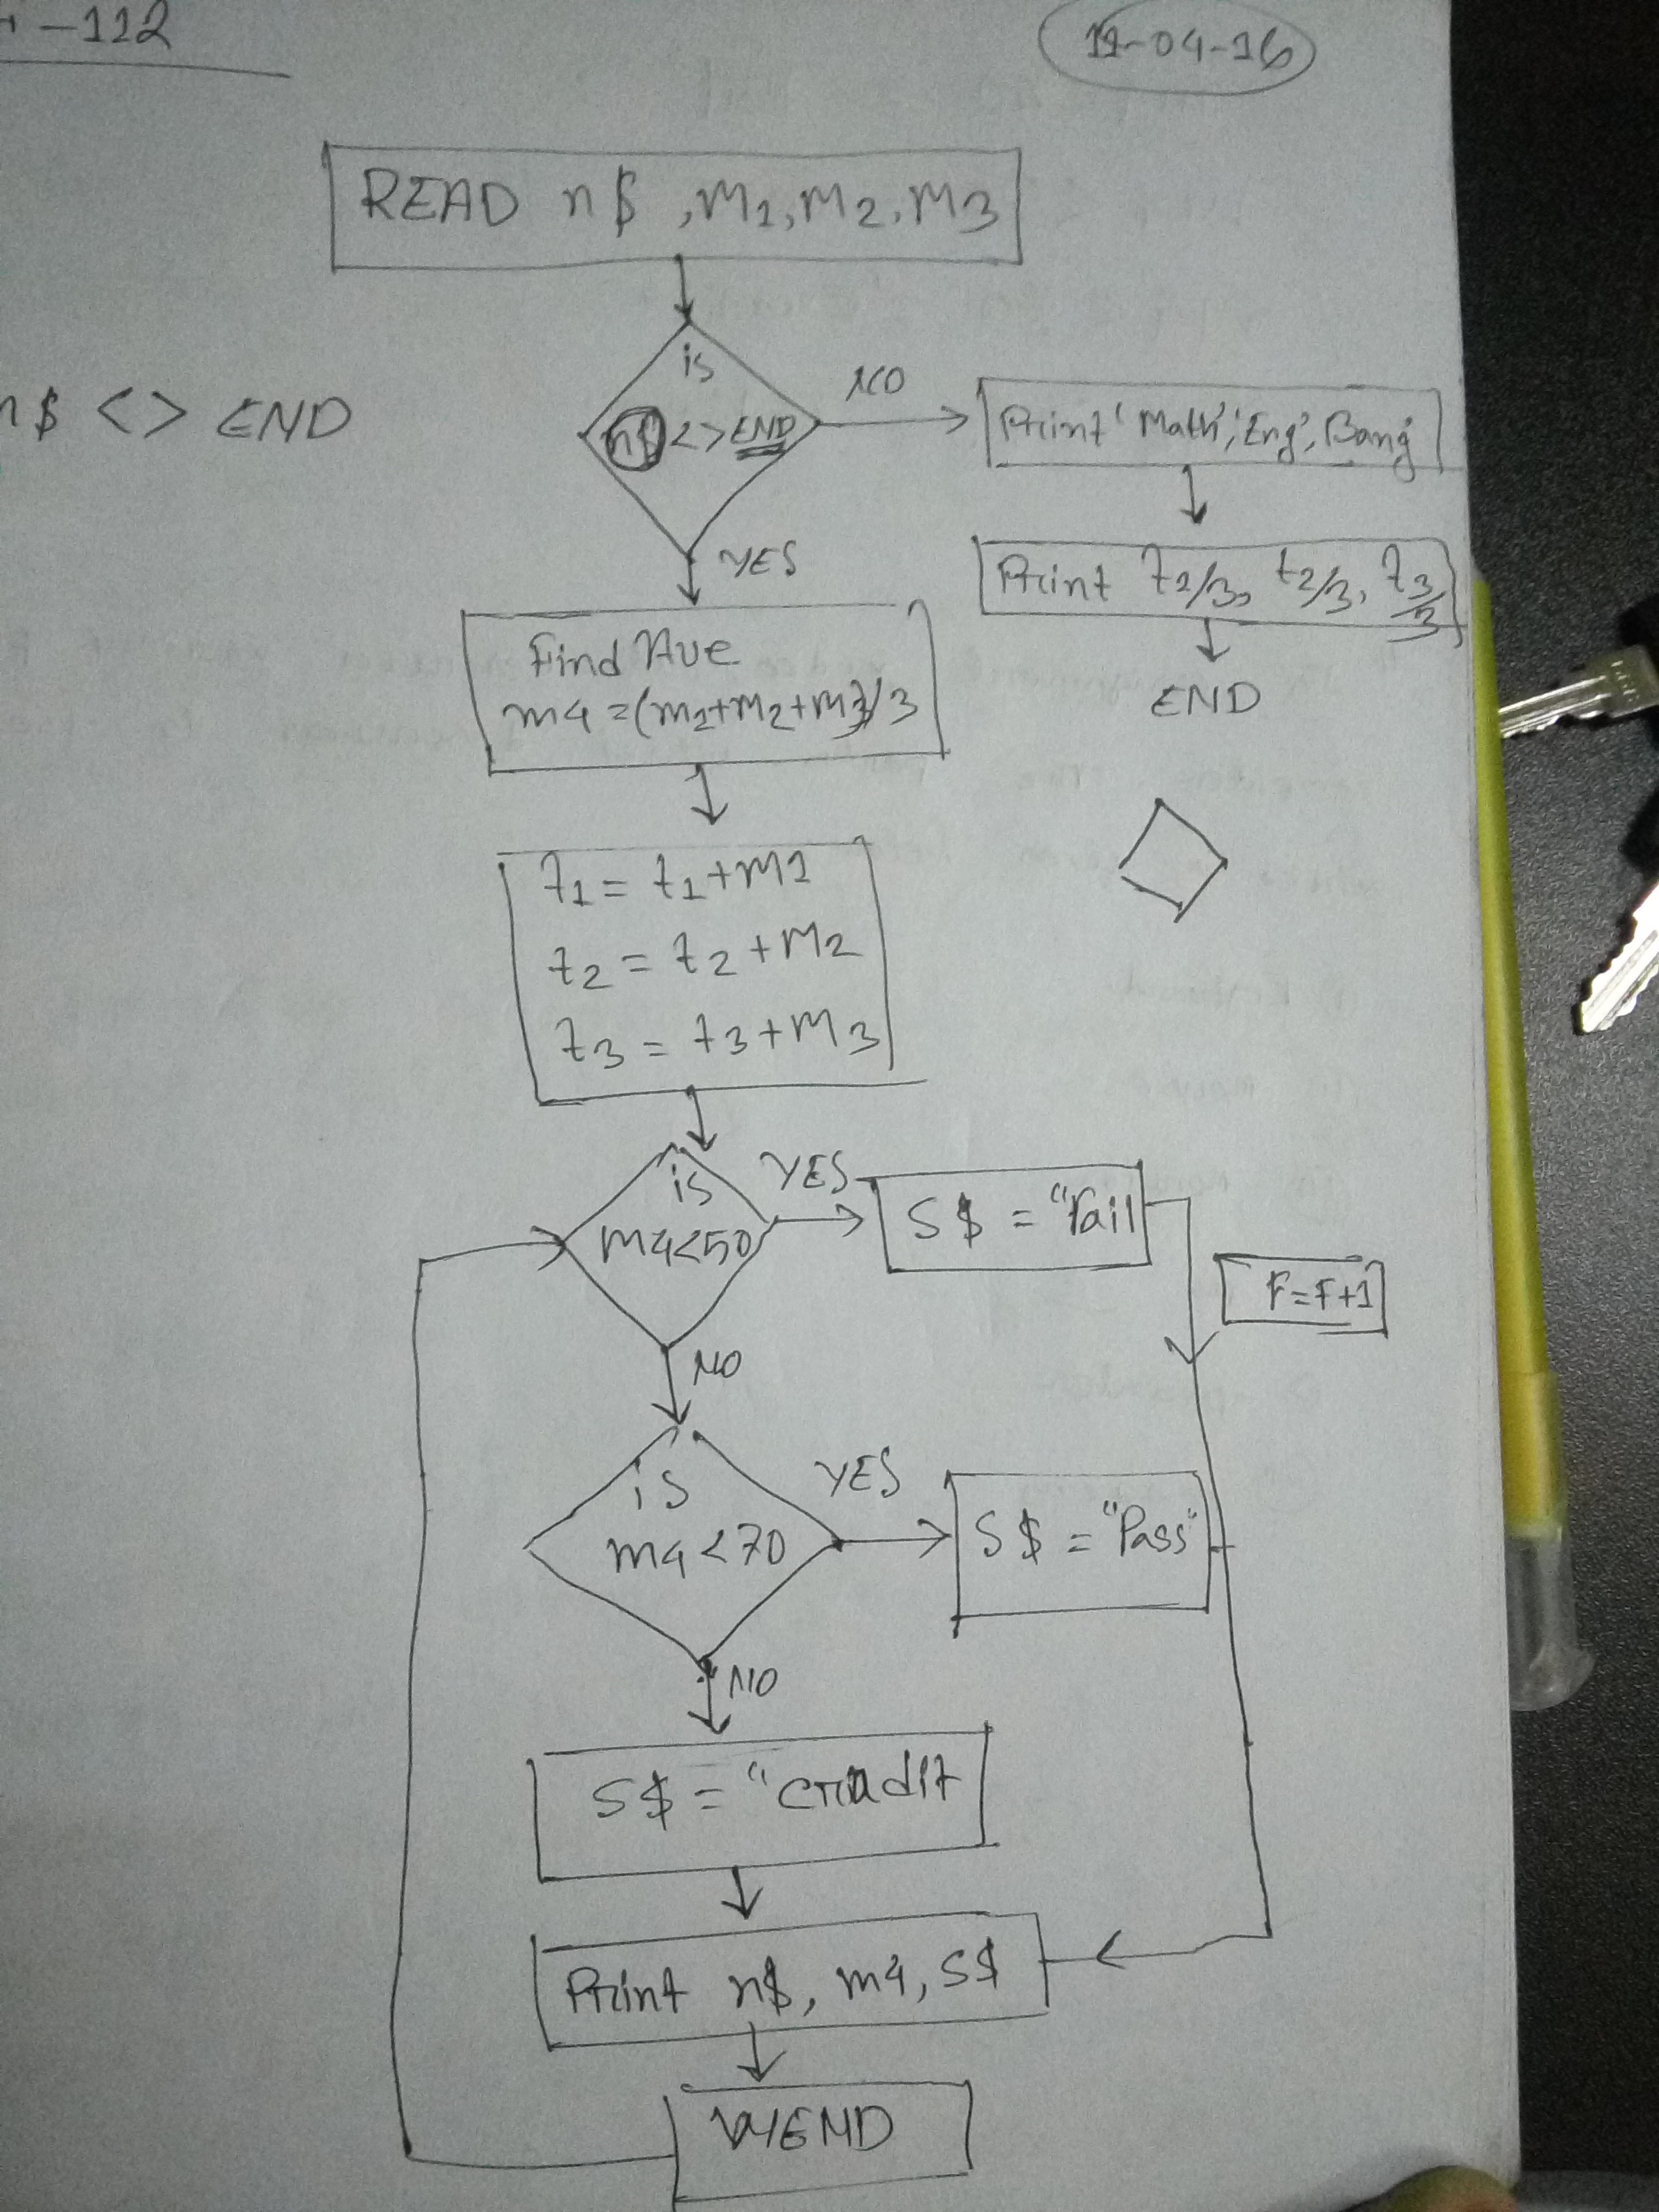 -112
11-04-16
READ n$, m1, m2, m3
is
n$ <> END
NO
Print 'Math', 'Eng', Bang
n$ <> END
YES
Print t2/3, t2/3, t3/3
Find Ave
m4 = (m1+m2+m3)/3
END
t1 = t1+m1
t2 = t2+m2
t3 = t3+m3
is
m4<50
YES
S$ = "Fail
F=F+1
NO
is
m4<70
YES
S$ = "Pass"
NO
S$ = "Cradit
Print n$, m4, S$
WEND